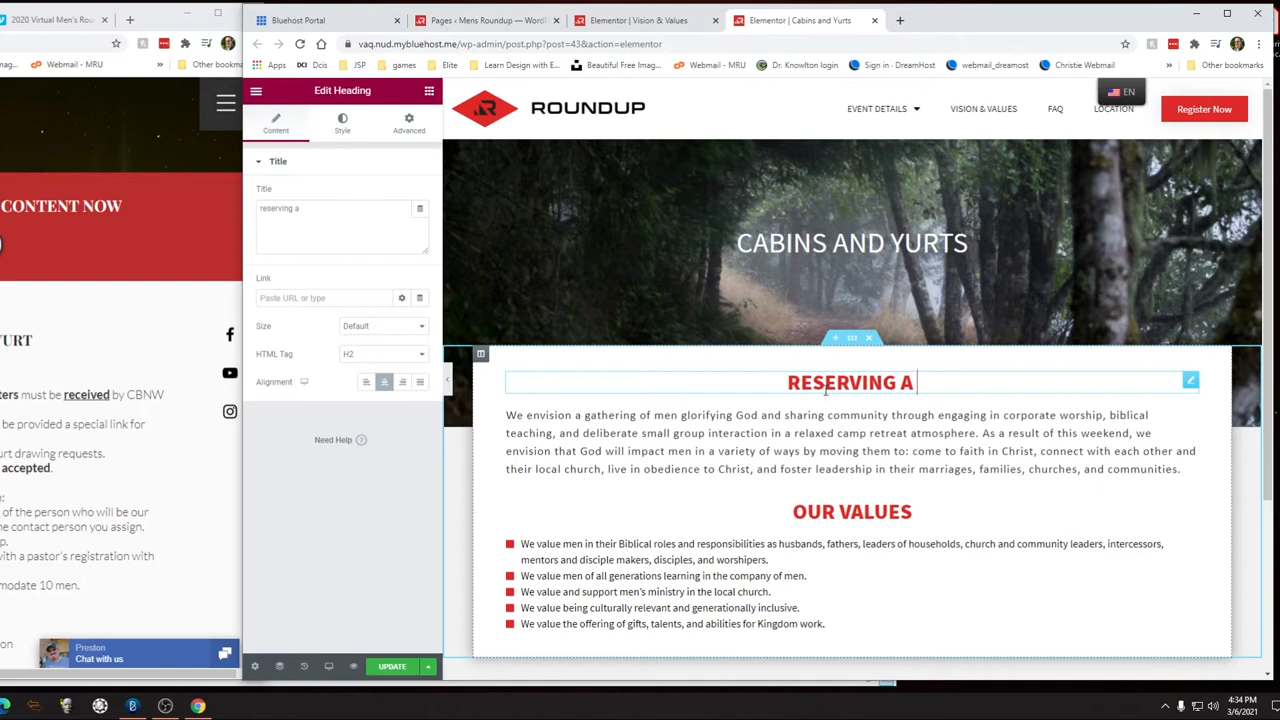 2020 Virtual Men's Round
Bluehost Portal
Pages ‹ Mens Roundup — WordP
Elementor | Vision & Values
Elementor | Cabins and Yurts
vaq.nud.mybluehost.me/wp-admin/post.php?post=43&action=elementor
Webmail - MRU
»
Other bookmarks
Apps
DCI Dcis
JSP
games
Elite
Learn Design with E...
Beautiful Free Imag...
Webmail - MRU
Dr. Knowlton login
Sign in · DreamHost
webmail_dreamost
Christie Webmail
»
Other bookmarks
Edit Heading
Content
Style
Advanced
Title
Title
reserving a
Link
Paste URL or type
Size
Default
HTML Tag
H2
Alignment
Need Help ?
UPDATE
ROUNDUP
EVENT DETAILS
VISION & VALUES
FAQ
LOCATION
EN
Register Now
CABINS AND YURTS
RESERVING A
We envision a gathering of men glorifying God and sharing community through engaging in corporate worship, biblical
teaching, and deliberate small group interaction in a relaxed camp retreat atmosphere. As a result of this weekend, we
envision that God will impact men in a variety of ways by moving them to: come to faith in Christ, connect with each other and
their local church, live in obedience to Christ, and foster leadership in their marriages, families, churches, and communities.
OUR VALUES
We value men in their Biblical roles and responsibilities as husbands, fathers, leaders of households, church and community leaders, intercessors,
mentors and disciple makers, disciples, and worshipers.
We value men of all generations learning in the company of men.
We value and support men's ministry in the local church.
We value being culturally relevant and generationally inclusive.
We value the offering of gifts, talents, and abilities for Kingdom work.
CONTENT NOW
YURT
ters must be received by CBNW
be provided a special link for
urt drawing requests.
accepted.
n:
g of the person who will be our
he contact person you assign.
p.
with a pastor's registration with
modate 10 men.
tion
Preston
Chat with us
4:34 PM
3/6/2021